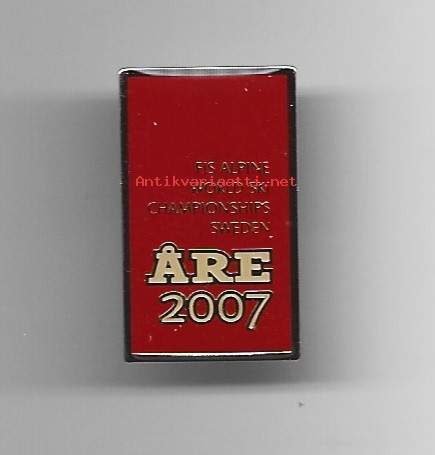 FIS ALPINE
Antikvariaatti.net
WORLD SKI
CHAMPIONSHIPS
SWEDEN
ÅRE
2007